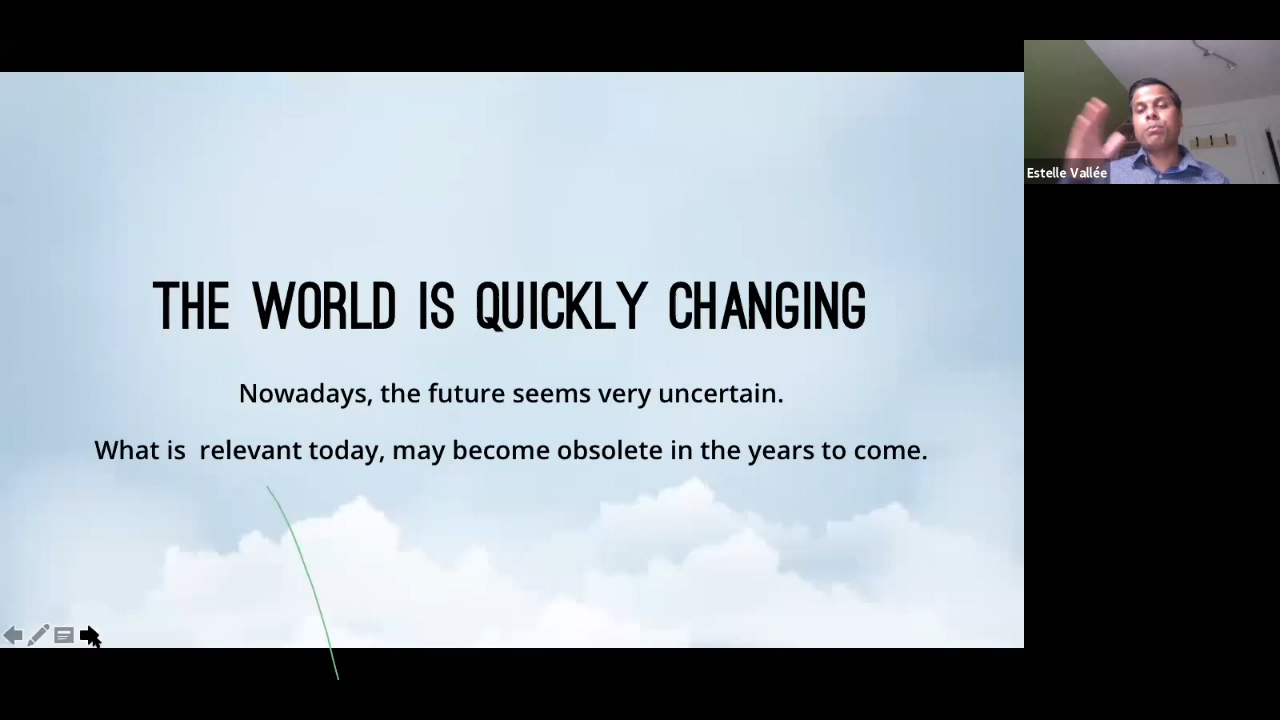 THE WORLD IS QUICKLY CHANGING
Nowadays, the future seems very uncertain.
What is  relevant today, may become obsolete in the years to come.
Estelle Vallée